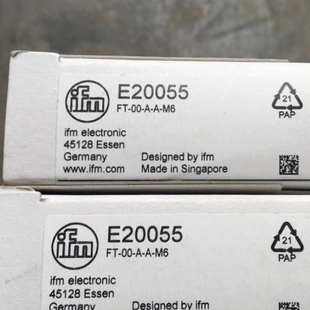 ifm
E20055
FT-00-A-A-M6
ifm electronic
45128 Essen
Germany
www.ifm.com
Designed by ifm
Made in Singapore
21
PAP
ifm
E20055
FT-00-A-A-M6
ifm electronic
45128 Essen
Germany
Designed by ifm
21
PAP